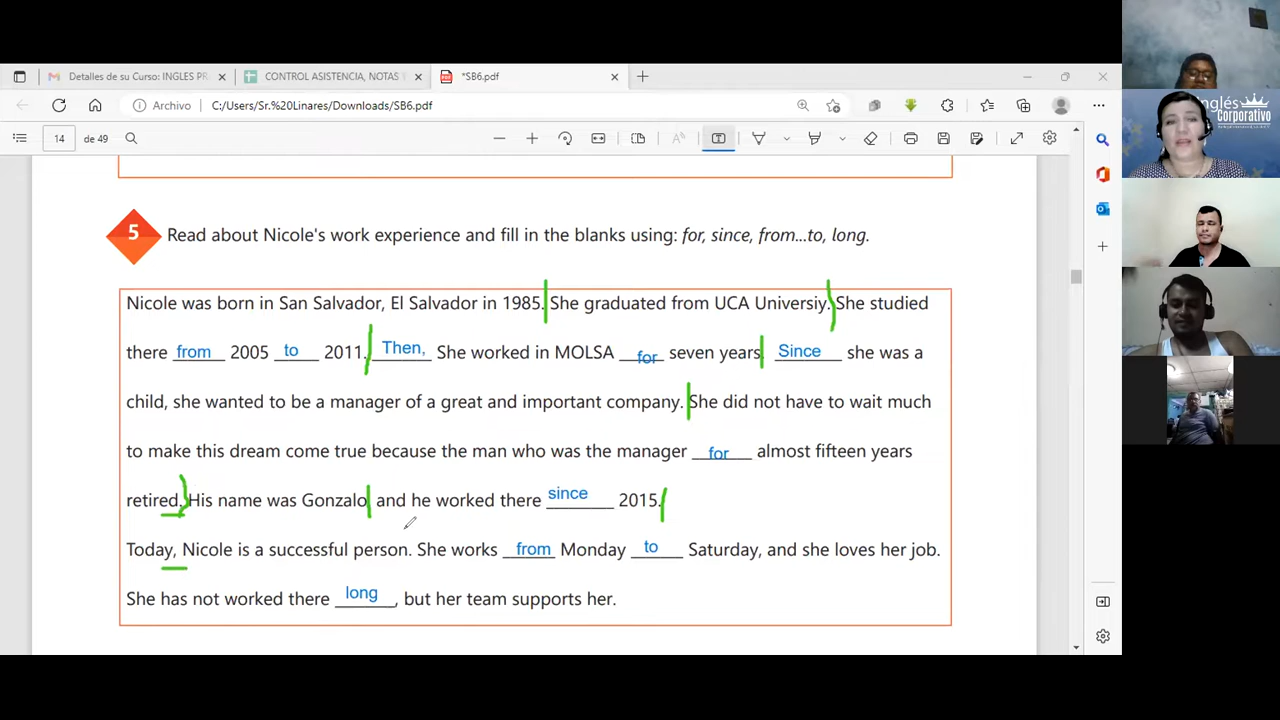 Detalles de su Curso: INGLES PR
CONTROL ASISTENCIA, NOTAS Y
*SB6.pdf
Archivo
C:/Users/Sr.%20Linares/Downloads/SB6.pdf
14 de 49
5 Read about Nicole's work experience and fill in the blanks using: for, since, from...to, long.
Nicole was born in San Salvador, El Salvador in 1985. She graduated from UCA Universiy. She studied
there from 2005 to 2011. Then, She worked in MOLSA for seven years. Since she was a
child, she wanted to be a manager of a great and important company. She did not have to wait much
to make this dream come true because the man who was the manager for almost fifteen years
retired. His name was Gonzalo and he worked there since 2015.
Today, Nicole is a successful person. She works from Monday to Saturday, and she loves her job.
She has not worked there long, but her team supports her.
Inglés
Corporativo